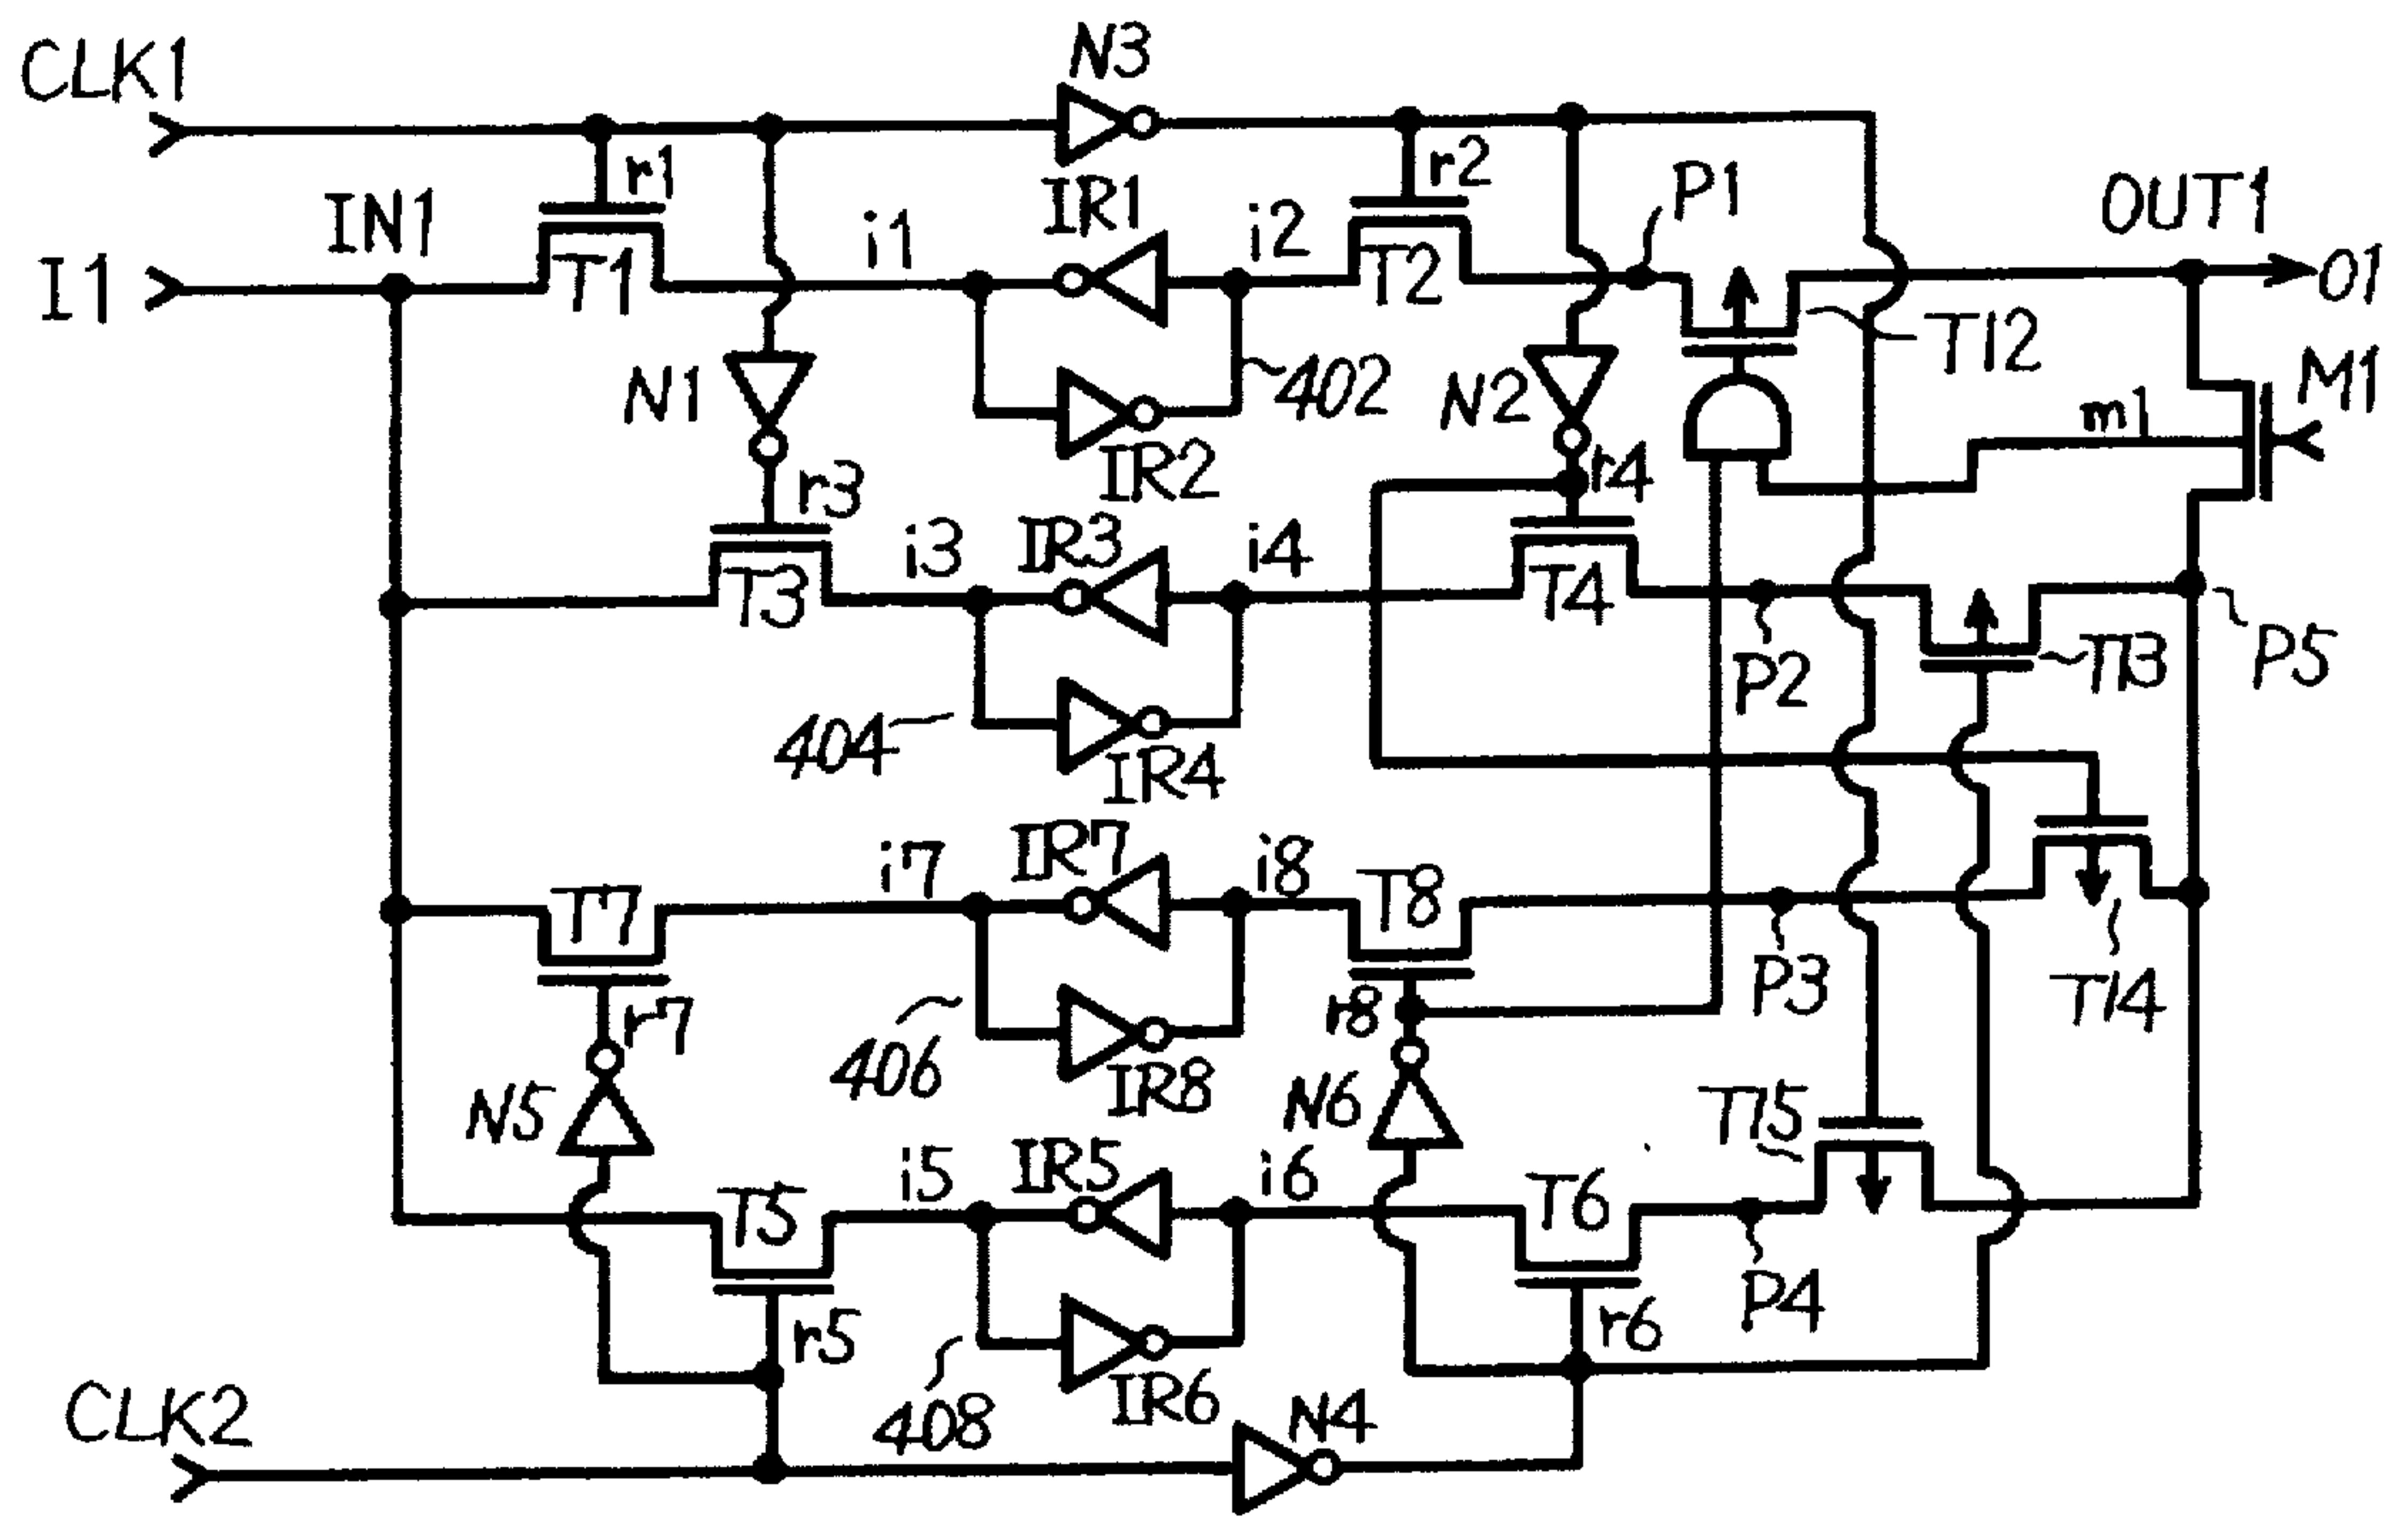 CLK1
N3
r1
r2
P1
IN1
IR1
i1
i2
OUT1
I1
T1
T2
O1
T12
M1
N1
402
N2
m1
IR2
r3
r4
i3
IR3
i4
T3
T4
P2
T13
P5
404
IR4
IR7
i7
i8
T7
T8
P3
T14
r7
r8
406
IR8
N5
N6
T15
i5
IR5
i6
T5
T6
r5
r6
P4
408
IR6
N4
CLK2